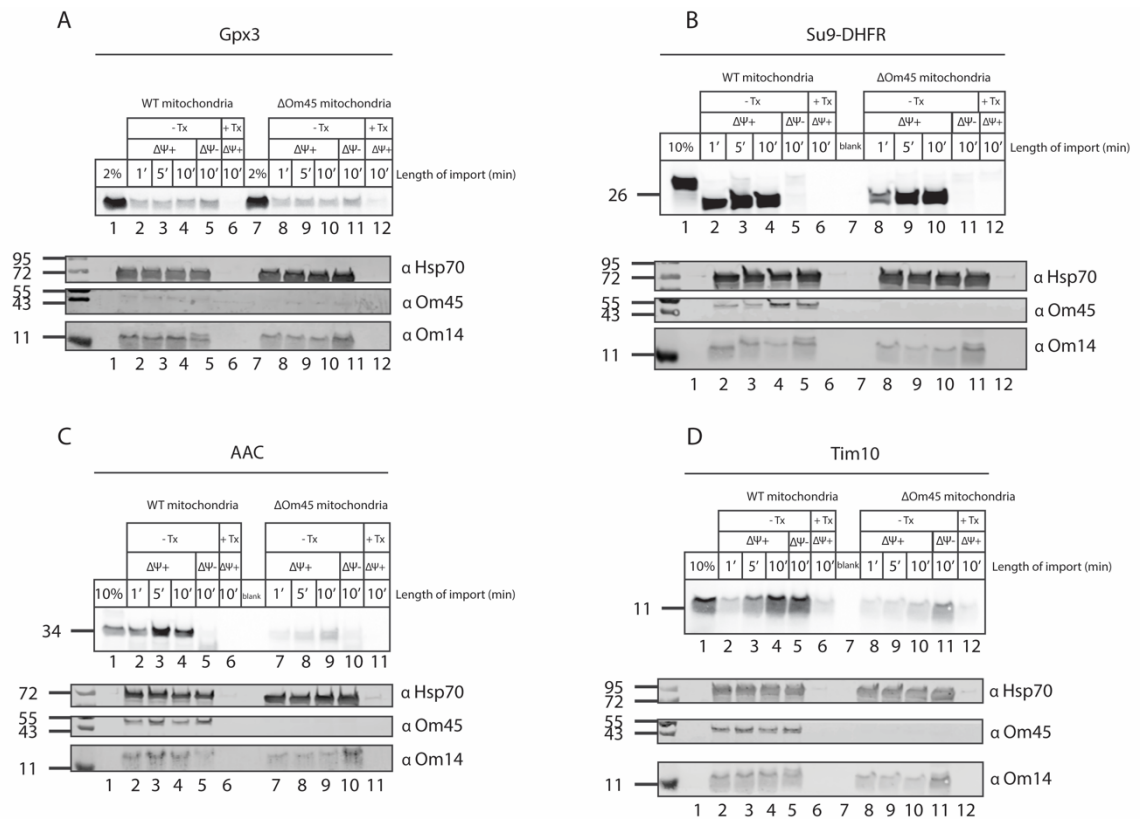 A
Gpx3
WT mitochondria ΔOm45 mitochondria
- Tx + Tx - Tx + Tx
ΔΨ+ ΔΨ- ΔΨ+ ΔΨ+ ΔΨ- ΔΨ+
2% 1' 5' 10' 10' 10' 2% 1' 5' 10' 10' 10' Length of import (min)
1 2 3 4 5 6 7 8 9 10 11 12
95
72
α Hsp70
55
43
α Om45
11
α Om14
1 2 3 4 5 6 7 8 9 10 11 12
B
Su9-DHFR
WT mitochondria ΔOm45 mitochondria
- Tx + Tx - Tx + Tx
ΔΨ+ ΔΨ- ΔΨ+ ΔΨ+ ΔΨ- ΔΨ+
10% 1' 5' 10' 10' 10' blank 1' 5' 10' 10' 10' Length of import (min)
26
1 2 3 4 5 6 7 8 9 10 11 12
95
72
α Hsp70
55
43
α Om45
11
α Om14
1 2 3 4 5 6 7 8 9 10 11 12
C
AAC
WT mitochondria ΔOm45 mitochondria
- Tx + Tx - Tx + Tx
ΔΨ+ ΔΨ- ΔΨ+ ΔΨ+ ΔΨ- ΔΨ+
10% 1' 5' 10' 10' 10' blank 1' 5' 10' 10' 10' Length of import (min)
34
1 2 3 4 5 6 7 8 9 10 11
72
α Hsp70
55
43
α Om45
11
α Om14
1 2 3 4 5 6 7 8 9 10 11
D
Tim10
WT mitochondria ΔOm45 mitochondria
- Tx + Tx - Tx + Tx
ΔΨ+ ΔΨ- ΔΨ+ ΔΨ+ ΔΨ- ΔΨ+
10% 1' 5' 10' 10' 10' blank 1' 5' 10' 10' 10' Length of import (min)
11
1 2 3 4 5 6 7 8 9 10 11 12
95
72
α Hsp70
55
43
α Om45
11
α Om14
1 2 3 4 5 6 7 8 9 10 11 12